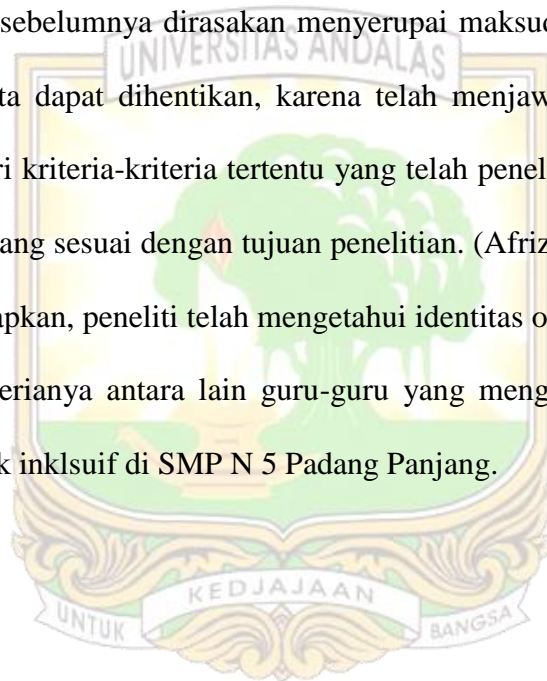 sebelumnya dirasakan menyerupai maksud
UNIVERSITAS ANDALAS
ta dapat dihentikan, karena telah menjaw
ri kriteria-kriteria tertentu yang telah penel
ang sesuai dengan tujuan penelitian. (Afriz
apkan, peneliti telah mengetahui identitas o
erianya antara lain guru-guru yang meng
k inklsuif di SMP N 5 Padang Panjang.
KEDJAJAAN
UNTUK BANGSA